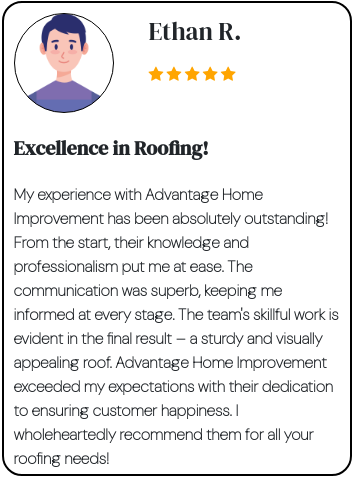 Ethan R.
Excellence in Roofing!
My experience with Advantage Home
Improvement has been absolutely outstanding!
From the start, their knowledge and
professionalism put me at ease. The
communication was superb, keeping me
informed at every stage. The team's skillful work is
evident in the final result – a sturdy and visually
appealing roof. Advantage Home Improvement
exceeded my expectations with their dedication
to ensuring customer happiness. I
wholeheartedly recommend them for all your
roofing needs!